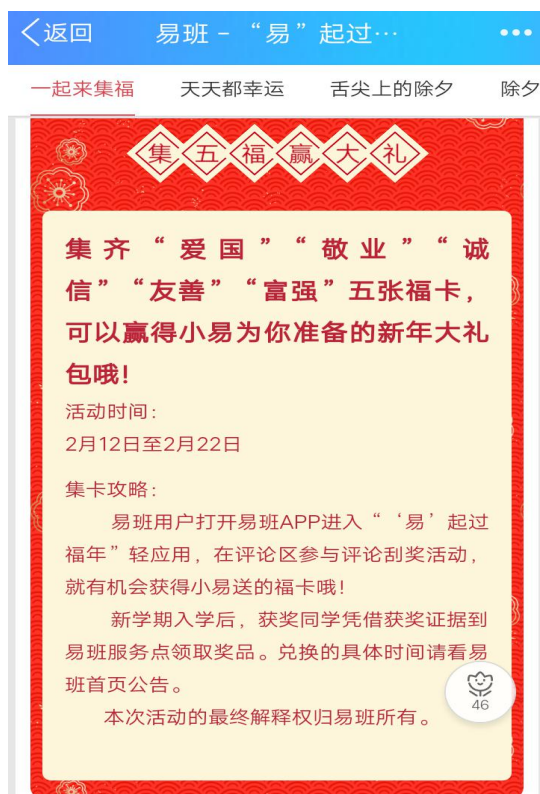 返回 易班－“易”起过…
一起来集福 天天都幸运 舌尖上的除夕 除夕
集五福赢大礼
集齐“爱国”“敬业”“诚
信”“友善”“富强”五张福卡，
可以赢得小易为你准备的新年大礼
包哦！
活动时间：
2月12日至2月22日
集卡攻略：
易班用户打开易班APP进入“‘易’起过
福年”轻应用，在评论区参与评论刮奖活动，
就有机会获得小易送的福卡哦！
新学期入学后，获奖同学凭借获奖证据到
易班服务点领取奖品。兑换的具体时间请看易
班首页公告。
46
本次活动的最终解释权归易班所有。